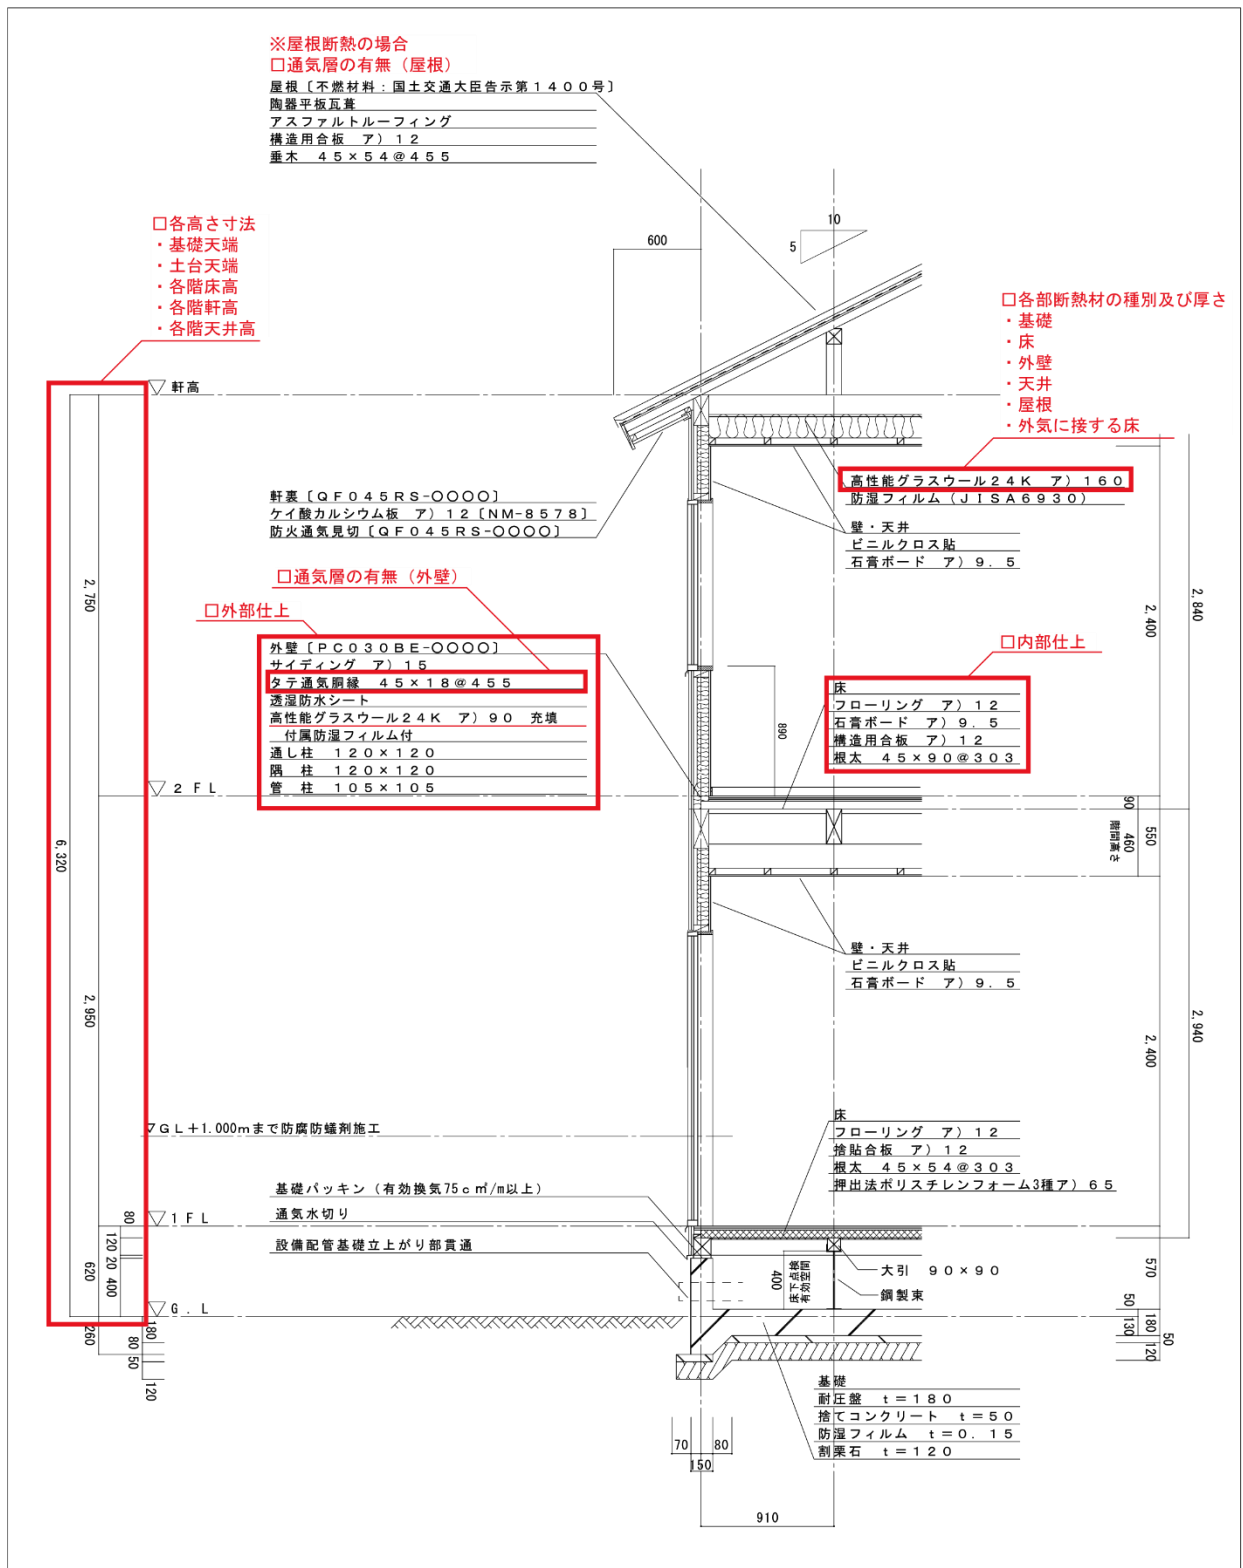 ※屋根断熱の場合
□通気層の有無（屋根）
屋根〔不燃材料：国土交通大臣告示第１４００号〕
陶器平板瓦葺
アスファルトルーフィング
構造用合板　ア）１２
垂木　４５×５４＠４５５
□各高さ寸法
・基礎天端
・土台天端
・各階床高
・各階軒高
・各階天井高
600
10
5
□各部断熱材の種別及び厚さ
・基礎
・床
・外壁
・天井
・屋根
・外気に接する床
軒高
高性能グラスウール２４Ｋ　ア）１６０
防湿フィルム（ＪＩＳＡ６９３０）
軒裏〔ＱＦ０４５ＲＳ-〇〇〇〇〕
ケイ酸カルシウム板　ア）１２〔ＮＭ-８５７８〕
防火通気見切〔ＱＦ０４５ＲＳ-〇〇〇〇〕
壁・天井
ビニルクロス貼
石膏ボード　ア）９．５
□通気層の有無（外壁）
□外部仕上
外壁〔ＰＣ０３０ＢＥ-〇〇〇〇〕
サイディング　ア）１５
タテ通気胴縁　４５×１８＠４５５
透湿防水シート
高性能グラスウール２４Ｋ　ア）９０　充填
付属防湿フィルム付
通し柱　１２０×１２０
隅　柱　１２０×１２０
管　柱　１０５×１０５
2,750
2,400
2,840
□内部仕上
床
フローリング　ア）１２
石膏ボード　ア）９．５
構造用合板　ア）１２
根太　４５×９０＠３０３
890
２ＦＬ
90
460
階間高さ
550
6,320
壁・天井
ビニルクロス貼
石膏ボード　ア）９．５
2,950
2,400
2,940
▽ＧＬ＋1.000ｍまで防腐防蟻剤施工
床
フローリング　ア）１２
捨貼合板　ア）１２
根太　４５×５４＠３０３
押出法ポリスチレンフォーム3種ア）６５
基礎パッキン（有効換気75ｃ㎡/m以上）
通気水切り
設備配管基礎立上がり部貫通
１ＦＬ
80
120
20
400
620
400
床下点検
有効空間
大引　９０×９０
鋼製束
570
Ｇ．Ｌ
180
260
80
50
120
50
130
180
50
120
基礎
耐圧盤　ｔ＝１８０
捨てコンクリート　ｔ＝５０
防湿フィルム　ｔ＝０．１５
割栗石　ｔ＝１２０
70
80
150
910